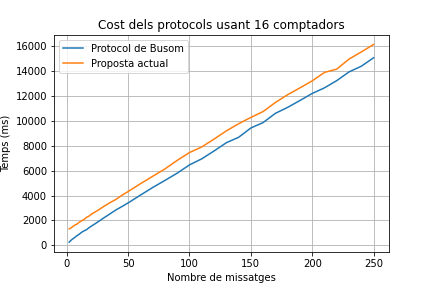 Cost dels protocols usant 16 comptadors
Protocol de Busom
Proposta actual
Temps (ms)
16000
14000
12000
10000
8000
6000
4000
2000
0
0 50 100 150 200 250
Nombre de missatges